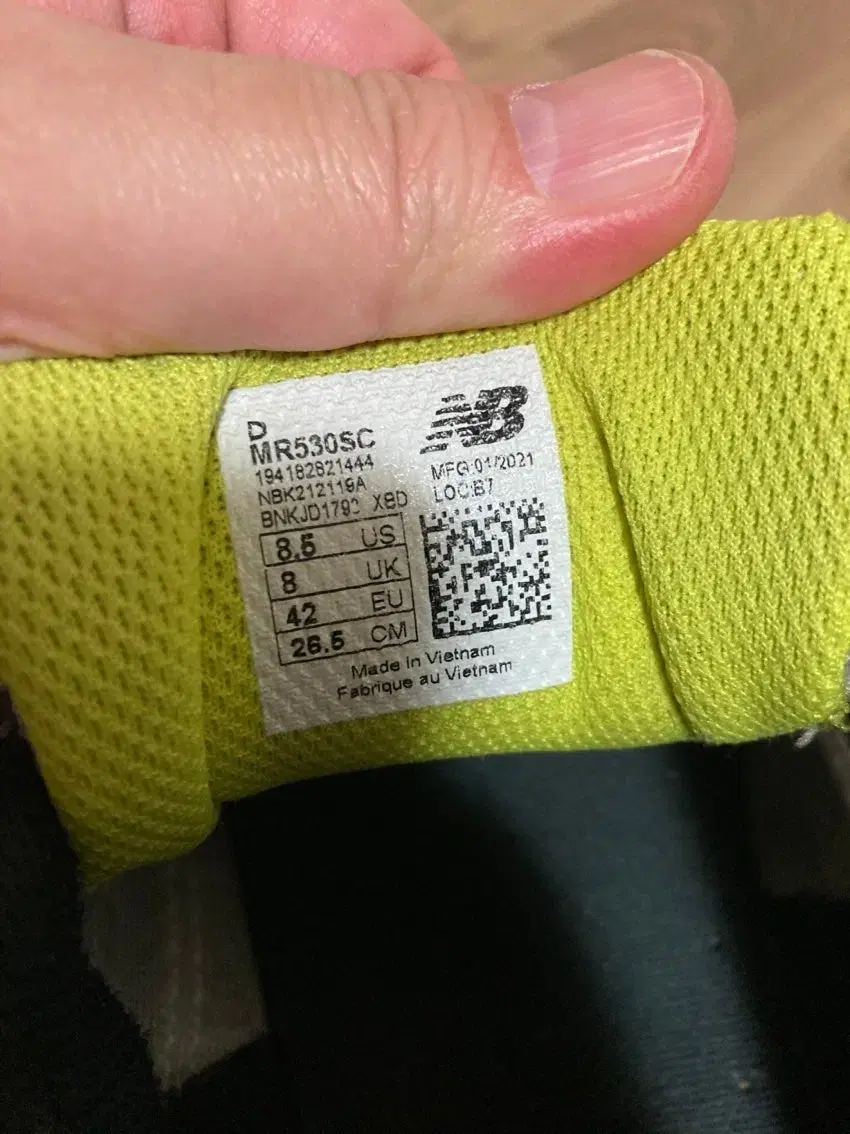 D
MR530SC
194182821444
NBK212119A
XBD
8.5 US
8 UK
42 EU
26.5 CM
NB
MFG:01/2021
LOC:B7
Made in Vietnam
Fabrique au Vietnam